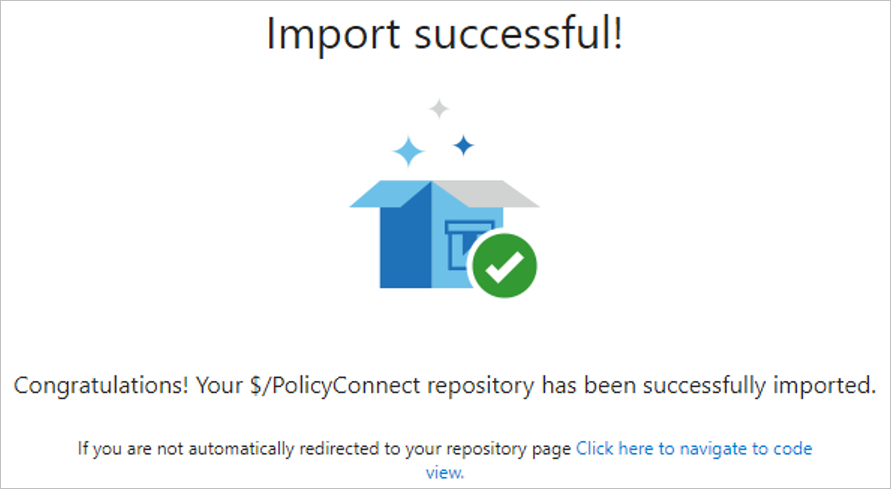 Import successful!
Congratulations! Your $/PolicyConnect repository has been successfully imported.
If you are not automatically redirected to your repository page Click here to navigate to code
view.